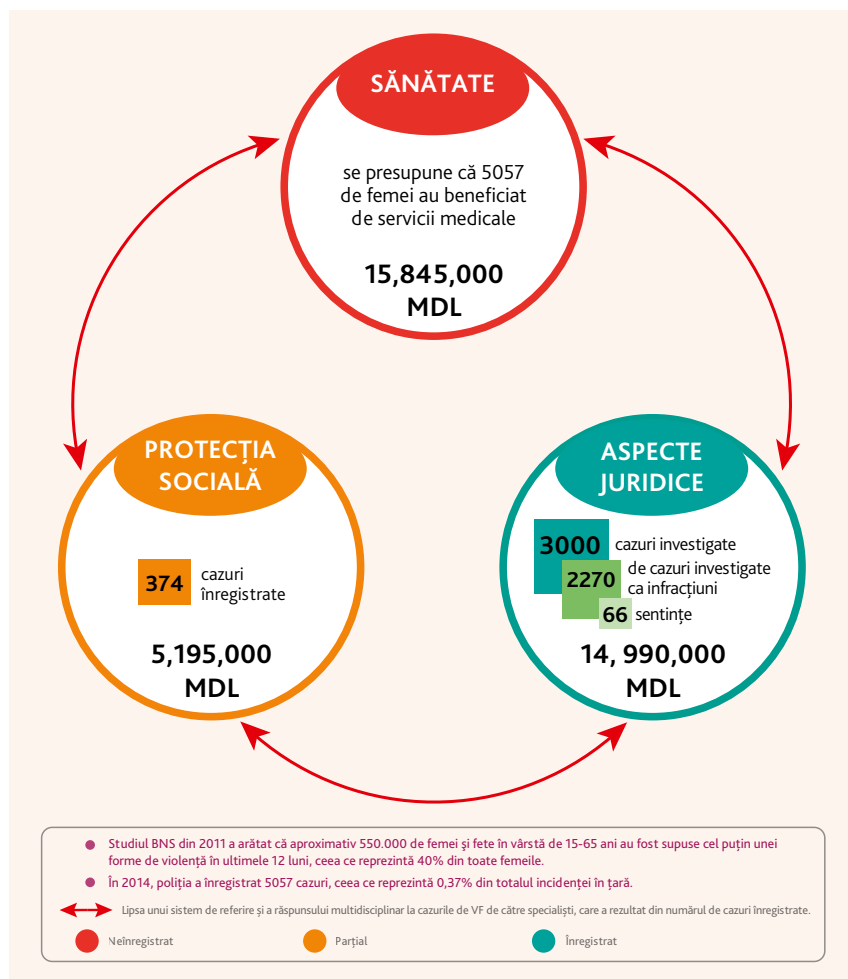 SĂNĂTATE
se presupune că 5057
de femei au beneficiat
de servicii medicale
15,845,000
MDL
PROTECȚIA
SOCIALĂ
374
cazuri
înregistrate
5,195,000
MDL
ASPECTE
JURIDICE
3000 cazuri investigate
2270 de cazuri investigate
ca infracțiuni
66 sentințe
14, 990,000
MDL
Studiul BNS din 2011 a arătat că aproximativ 550.000 de femei şi fete în vârstă de 15-65 ani au fost supuse cel puțin unei
forme de violență în ultimele 12 luni, ceea ce reprezintă 40% din toate femeile.
În 2014, poliția a înregistrat 5057 cazuri, ceea ce reprezintă 0,37% din totalul incidenței în țară.
Lipsa unui sistem de referire și a răspunsului multidisciplinar la cazurile de VF de către specialiști, care a rezultat din numărul de cazuri înregistrate.
Neînregistrat
Parțial
Înregistrat